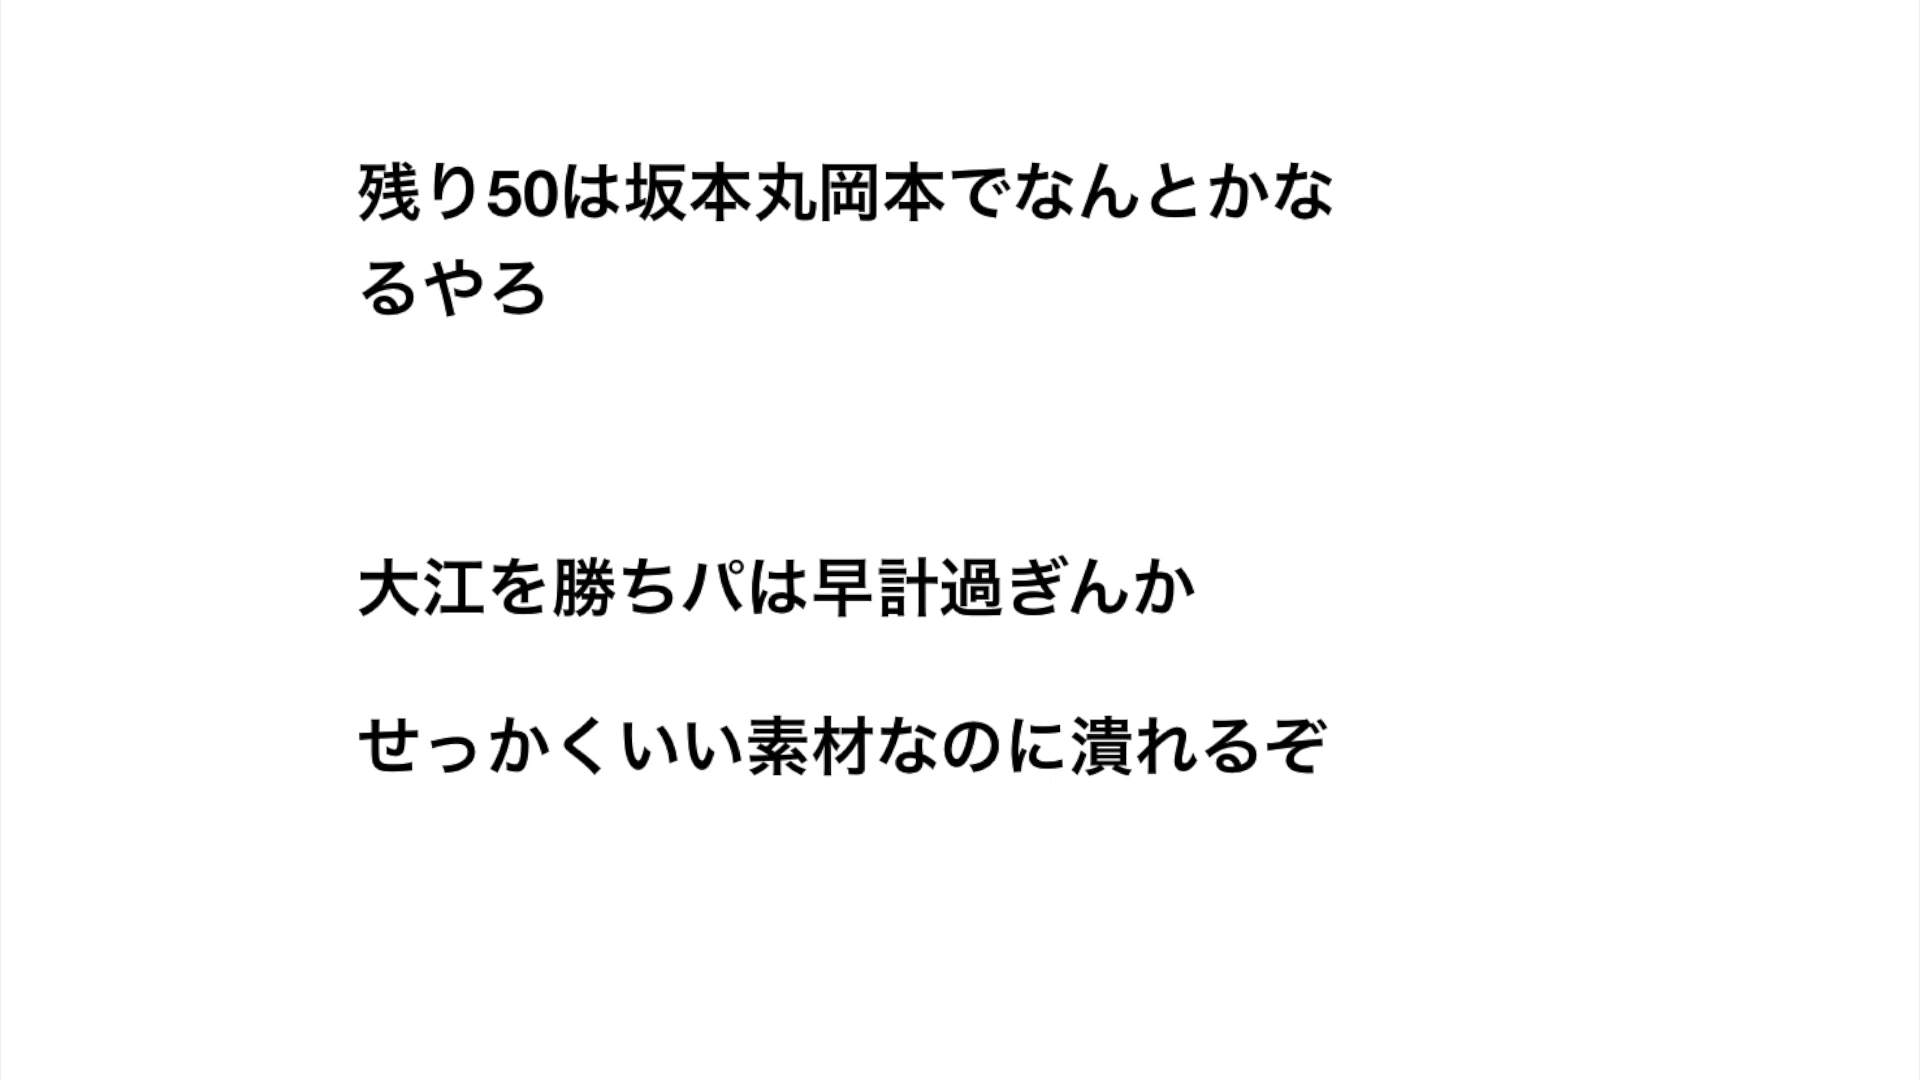 残り50は坂本丸岡本でなんとかな
るやろ
大江を勝ちパは早計過ぎんか
せっかくいい素材なのに潰れるぞ